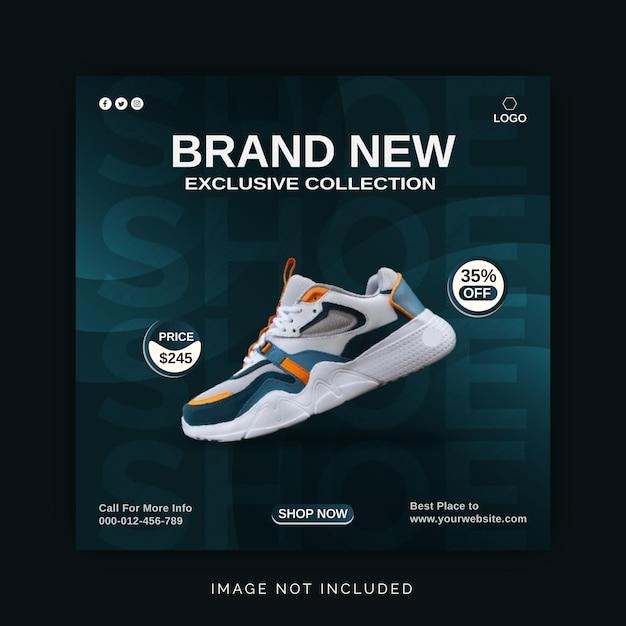 LOGO
BRAND NEW
EXCLUSIVE COLLECTION
SHOE
SHOE
SHOE
SHOE
SHOE
35%
OFF
PRICE
$245
Call For More Info
000-012-456-789
SHOP NOW
Best Place to
www.yourwebsite.com
IMAGE NOT INCLUDED